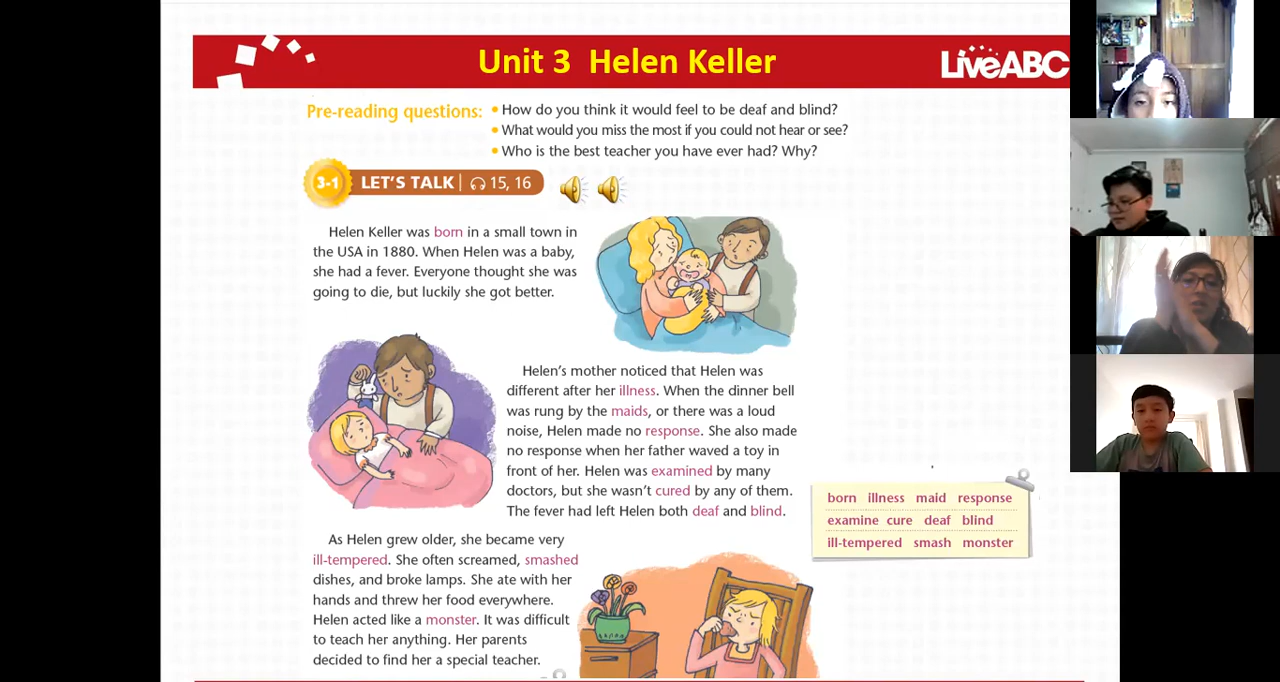 Unit 3 Helen Keller
LiveABC
Pre-reading questions:
• How do you think it would feel to be deaf and blind?
• What would you miss the most if you could not hear or see?
• Who is the best teacher you have ever had? Why?
3-1 LET'S TALK | 15, 16
Helen Keller was born in a small town in
the USA in 1880. When Helen was a baby,
she had a fever. Everyone thought she was
going to die, but luckily she got better.
Helen's mother noticed that Helen was
different after her illness. When the dinner bell
was rung by the maids, or there was a loud
noise, Helen made no response. She also made
no response when her father waved a toy in
front of her. Helen was examined by many
doctors, but she wasn't cured by any of them.
The fever had left Helen both deaf and blind.
born illness maid response
examine cure deaf blind
ill-tempered smash monster
As Helen grew older, she became very
ill-tempered. She often screamed, smashed
dishes, and broke lamps. She ate with her
hands and threw her food everywhere.
Helen acted like a monster. It was difficult
to teach her anything. Her parents
decided to find her a special teacher.